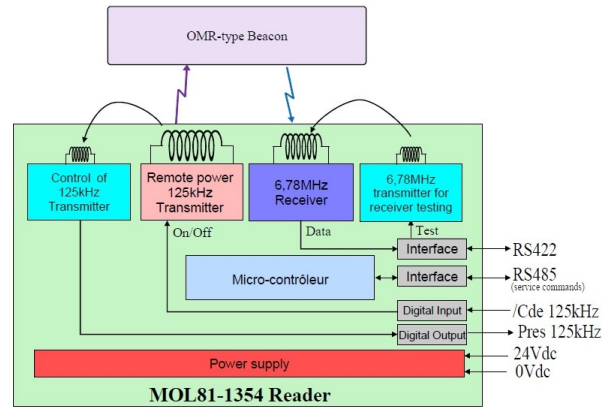 OMR-type Beacon
Control of
125kHz
Transmitter
Remote power
125kHz
Transmitter
6,78MHz
Receiver
6,78MHz
transmitter for
receiver testing
On/Off
Data
Test
Interface
RS422
Micro-contrôleur
Interface
RS485
(service commands)
Digital Input
/Cde 125kHz
Digital Output
Pres 125kHz
Power supply
24Vdc
0Vdc
MOL81-1354 Reader